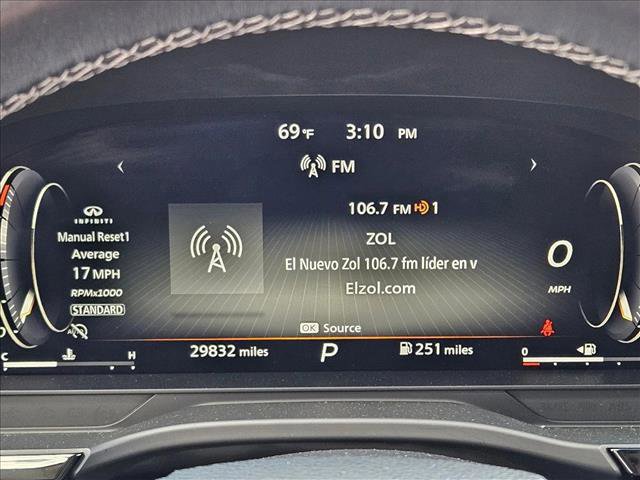 69°F 3:10 PM
FM
106.7 FM HD 1
ZOL
El Nuevo Zol 106.7 fm líder en v
Elzol.com
OK Source
INFINITI
Manual Reset1
Average
17 MPH
RPMx1000
STANDARD
0
MPH
C H
29832 miles P 251 miles
0